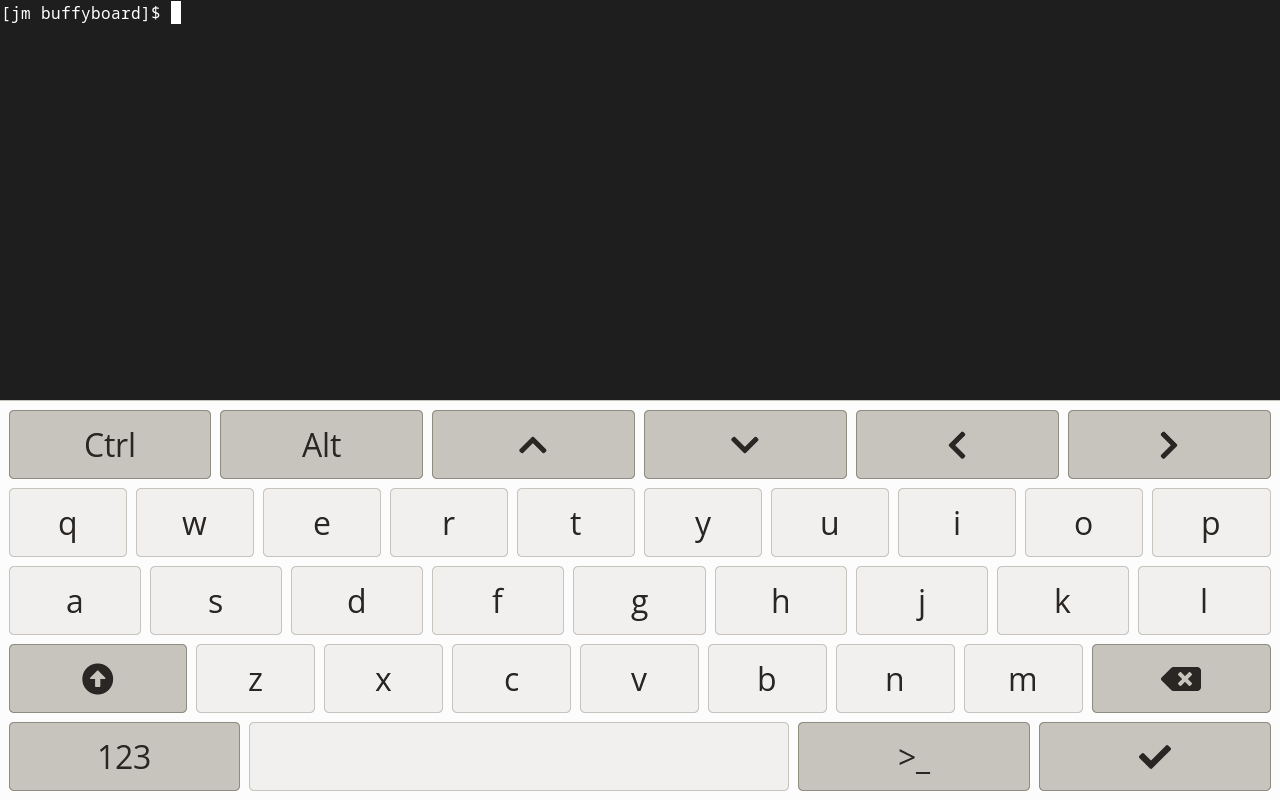 [jm buffyboard]$
Ctrl Alt
q w e r t y u i o p
a s d f g h j k l
z x c v b n m
123 >_